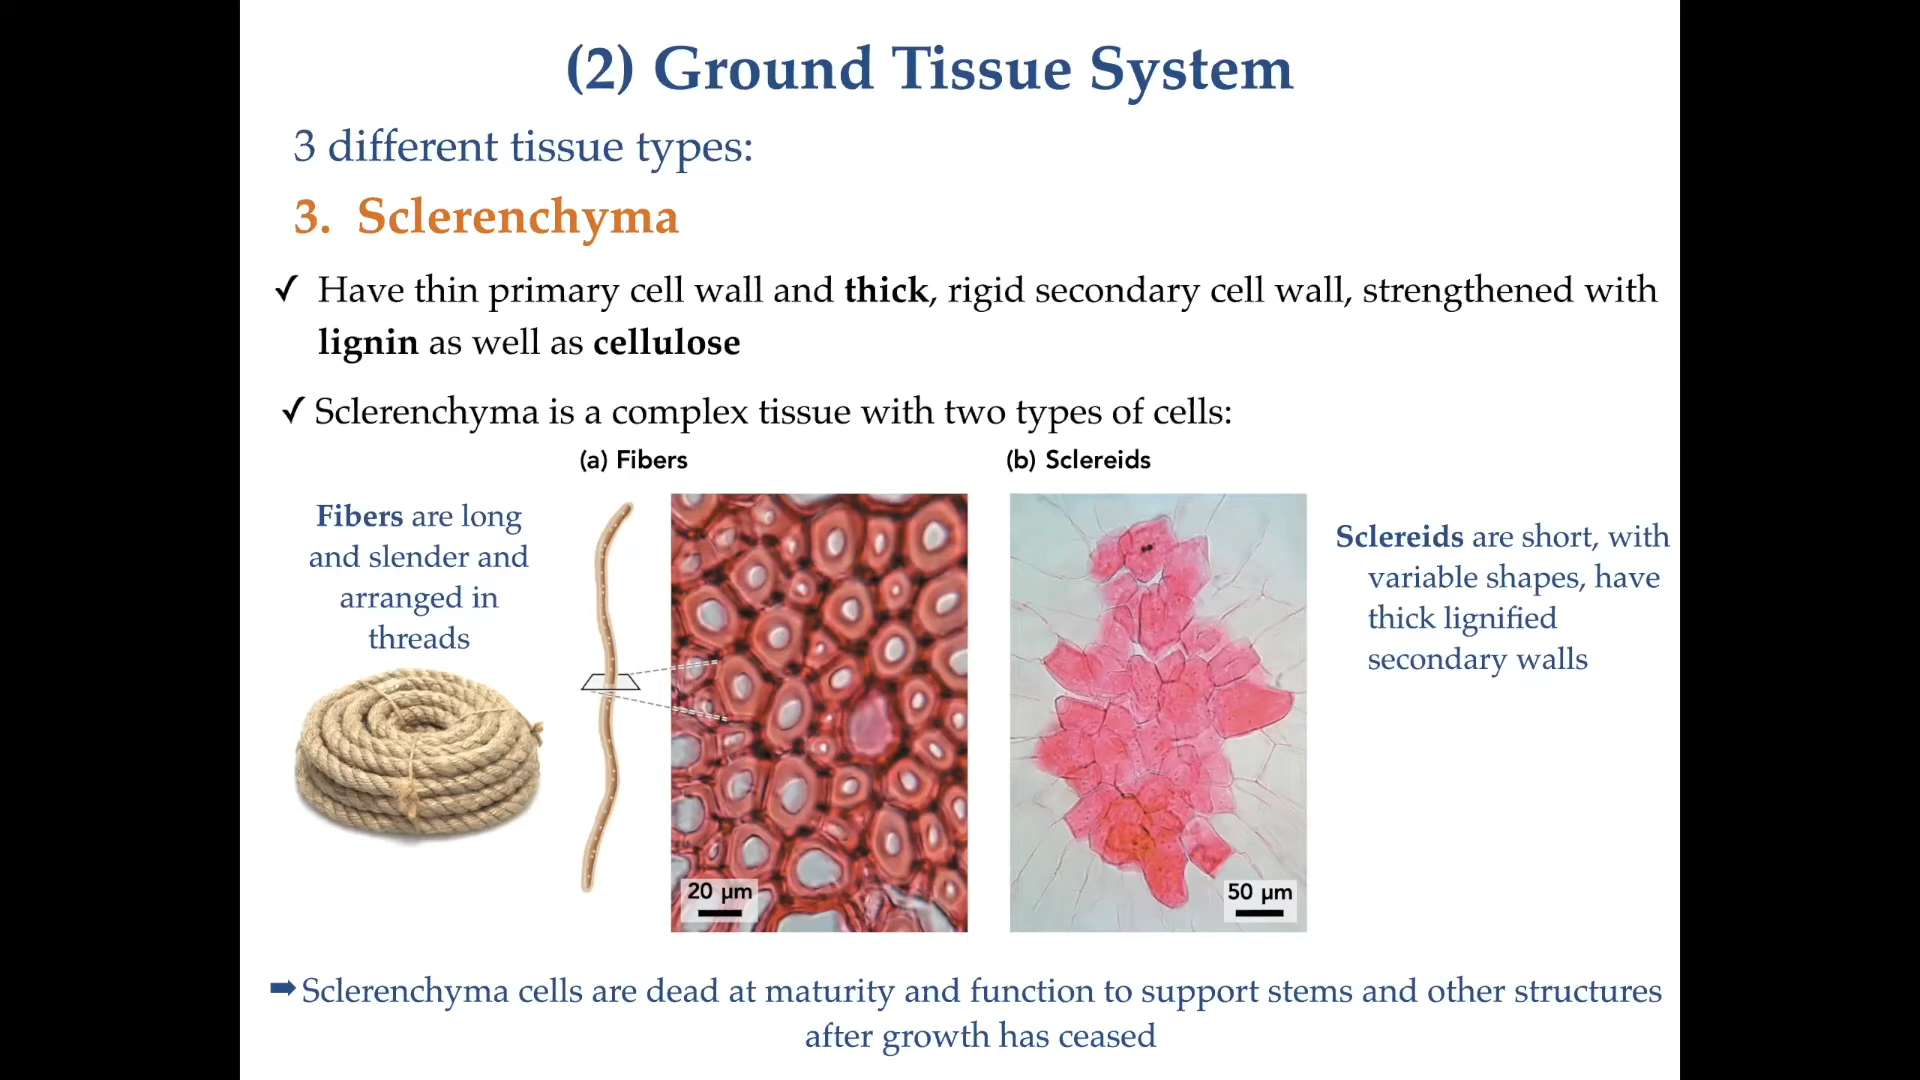 (2) Ground Tissue System
3 different tissue types:
3. Sclerenchyma
✓ Have thin primary cell wall and thick, rigid secondary cell wall, strengthened with
lignin as well as cellulose
✓ Sclerenchyma is a complex tissue with two types of cells:
(a) Fibers
(b) Sclereids
Fibers are long
and slender and
arranged in
threads
Sclereids are short, with
variable shapes, have
thick lignified
secondary walls
20 µm
50 µm
➡ Sclerenchyma cells are dead at maturity and function to support stems and other structures
after growth has ceased